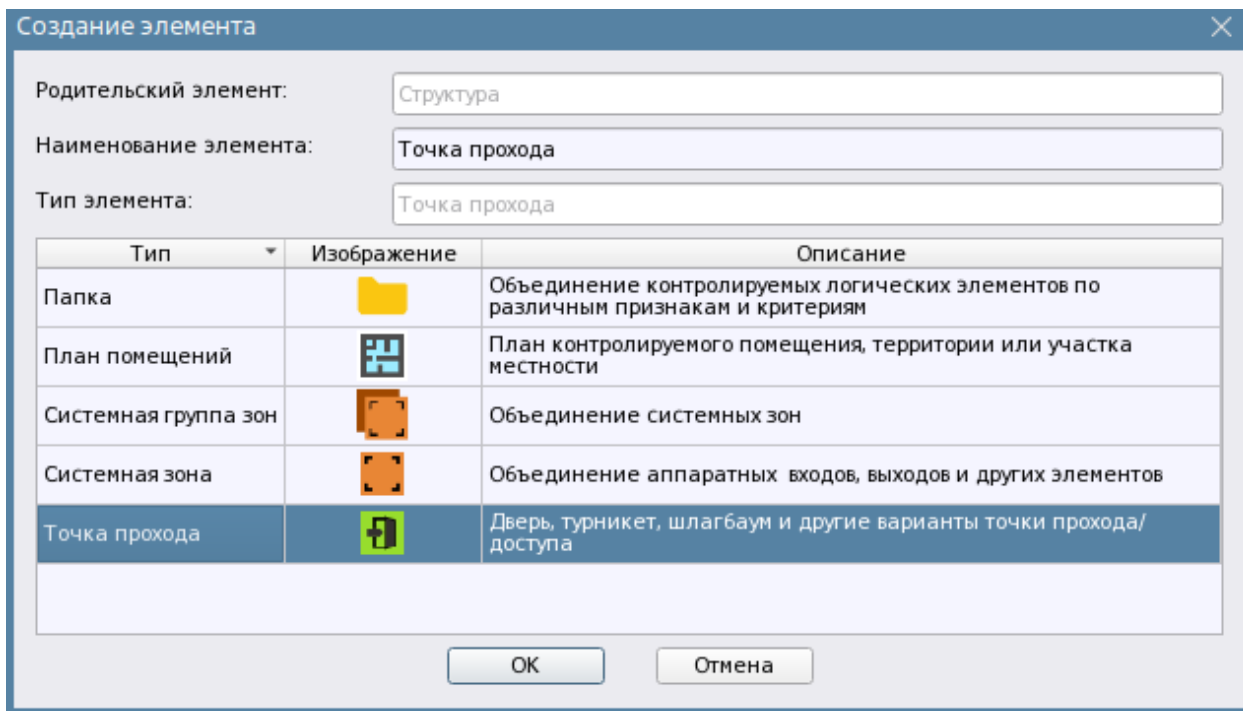 Создание элемента
Родительский элемент: Структура
Наименование элемента: Точка прохода
Тип элемента: Точка прохода
Тип Изображение Описание
Папка Объединение контролируемых логических элементов по
различным признакам и критериям
План помещений План контролируемого помещения, территории или участка
местности
Системная группа зон Объединение системных зон
Системная зона Объединение аппаратных входов, выходов и других элементов
Точка прохода Дверь, турникет, шлагбаум и другие варианты точки прохода/
доступа
ОК Отмена